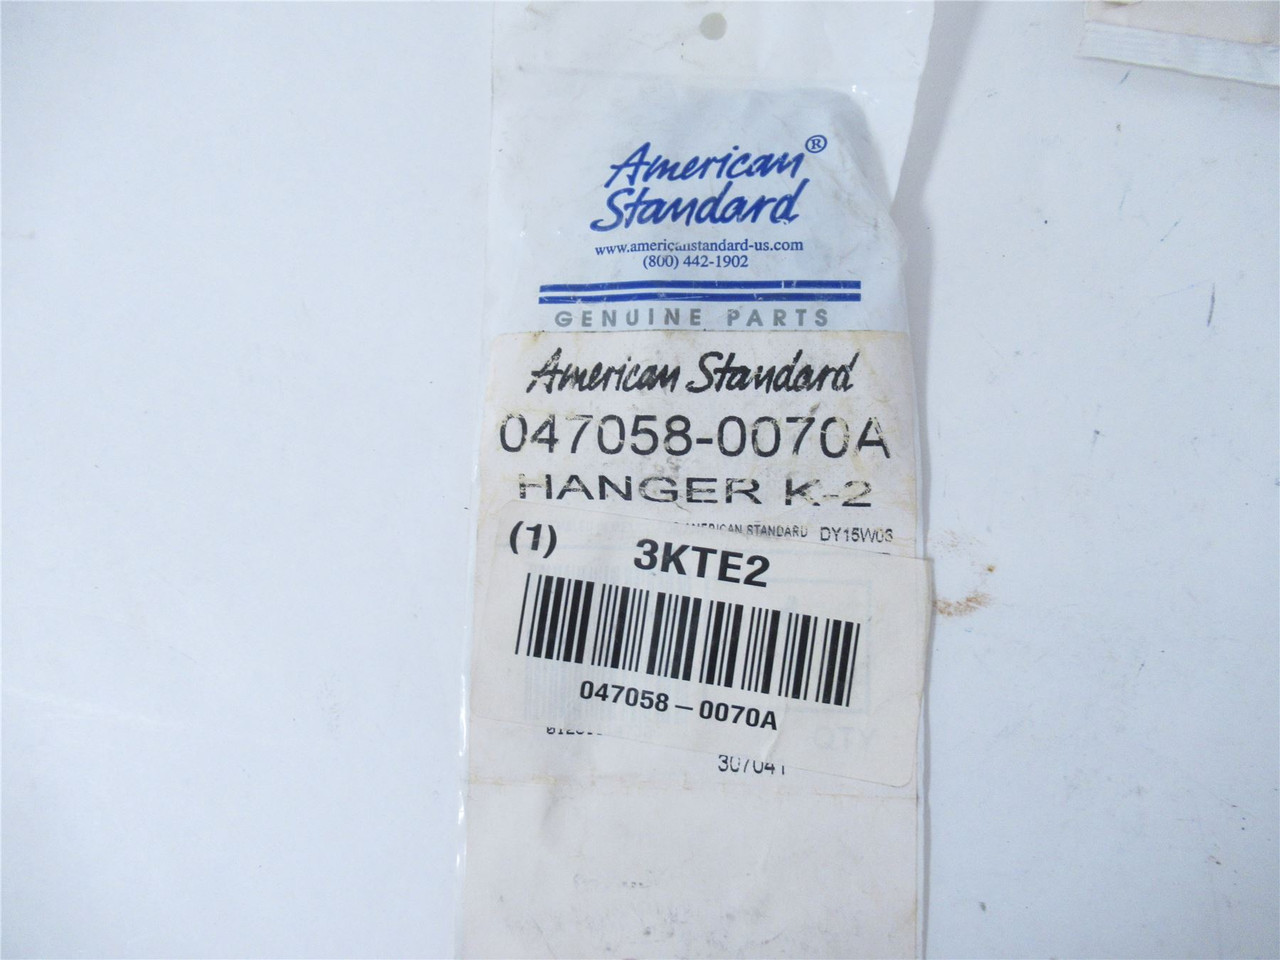 American®
Standard
www.americanstandard-us.com
(800) 442-1902
GENUINE PARTS
American Standard
047058-0070A
HANGER K-2
AMERICAN STANDARD DY15W03
(1) 3KTE2
047058-0070A
307041
QTY